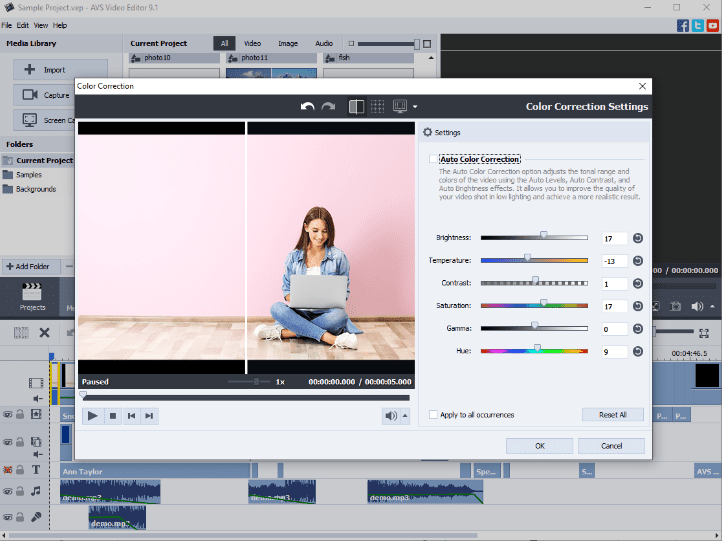 Sample Project.vep - AVS Video Editor 9.1
File Edit View Help
Media Library
Current Project
All
Video
Image
Audio
Import
photo10
photo11
fish
Capture
Screen Ca
Color Correction
Color Correction Settings
Folders
Current Project
Samples
Backgrounds
Settings
Auto Color Correction
The Auto Color Correction option adjusts the tonal range and
colors of the video using the Auto Levels, Auto Contrast, and
Auto Brightness effects. It allows you to improve the quality of
your video shot in low lighting and achieve a more realistic result.
Brightness: 17
Temperature: -13
Contrast: 1
Saturation: 17
Gamma: 0
Hue: 9
Add Folder
/ 00:00:00.000
Projects
Paused
1x
00:00:00.000 / 00:00:05.000
00:04:46.5
Apply to all occurrences
Reset All
OK
Cancel
P...
P...
T
Ann Taylor
Spe...
S...
AVS ...
demo.mp3
demo.mp3
demo.mp3
demo.mp3